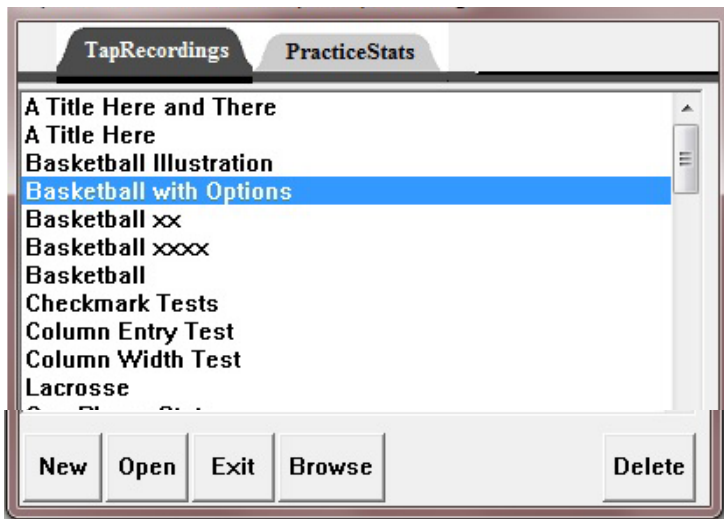 TapRecordings PracticeStats
A Title Here and There
A Title Here
Basketball Illustration
Basketball with Options
Basketball xx
Basketball xxxx
Basketball
Checkmark Tests
Column Entry Test
Column Width Test
Lacrosse
New Open Exit Browse Delete